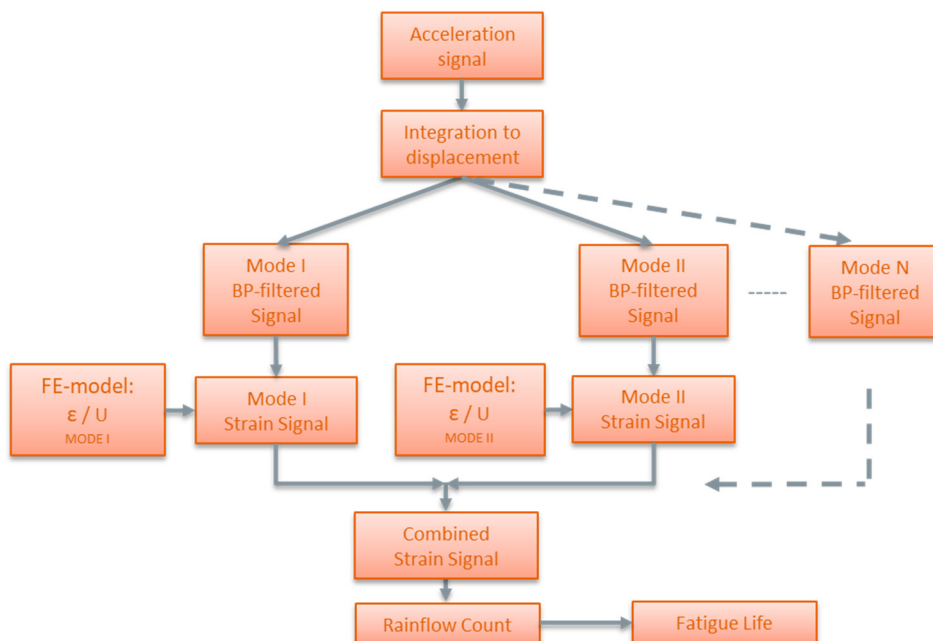 Acceleration
signal
Integration to
displacement
Mode I
BP-filtered
Signal
Mode II
BP-filtered
Signal
Mode N
BP-filtered
Signal
FE-model:
ε / U
MODE I
Mode I
Strain Signal
FE-model:
ε / U
MODE II
Mode II
Strain Signal
Combined
Strain Signal
Rainflow Count
Fatigue Life